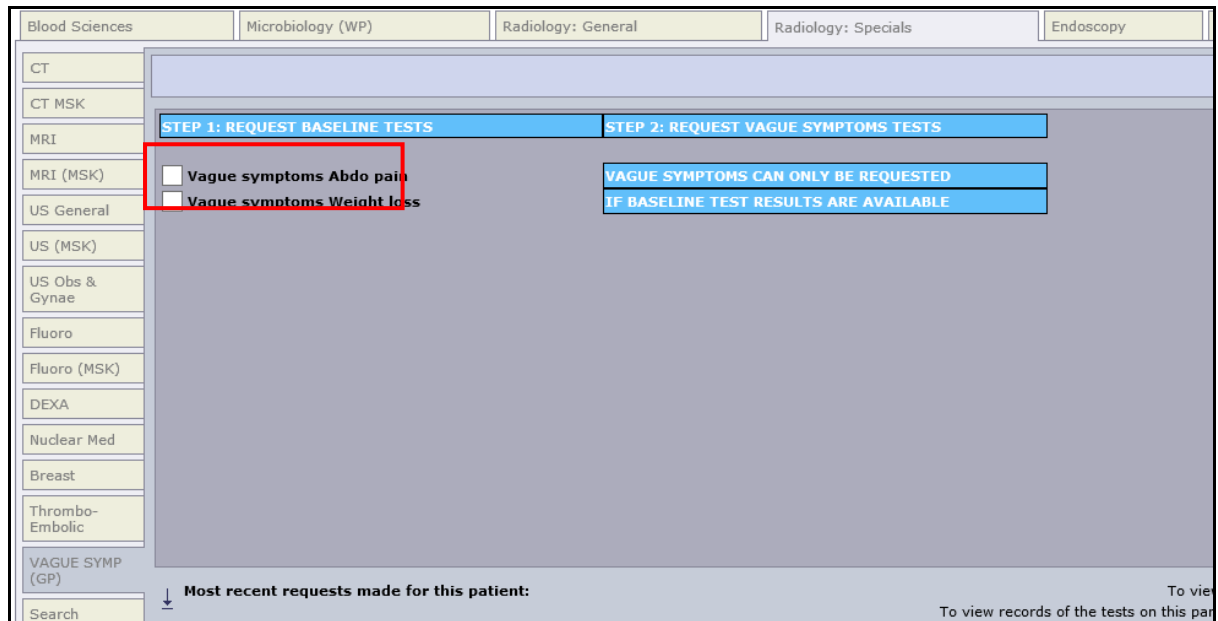 Blood Sciences
Microbiology (WP)
Radiology: General
Radiology: Specials
Endoscopy
CT
CT MSK
MRI
MRI (MSK)
US General
US (MSK)
US Obs &
Gynae
Fluoro
Fluoro (MSK)
DEXA
Nuclear Med
Breast
Thrombo-
Embolic
VAGUE SYMP
(GP)
Search
STEP 1: REQUEST BASELINE TESTS
Vague symptoms Abdo pain
Vague symptoms Weight loss
STEP 2: REQUEST VAGUE SYMPTOMS TESTS
VAGUE SYMPTOMS CAN ONLY BE REQUESTED
IF BASELINE TEST RESULTS ARE AVAILABLE
Most recent requests made for this patient:
To view
To view records of the tests on this